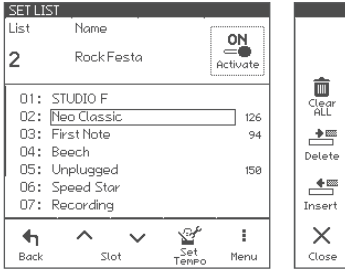 SET LIST
List Name
2 Rock Festa
ON
Activate
01: STUDIO F
02: Neo Classic 126
03: First Note 94
04: Beech
05: Unplugged 150
06: Speed Star
07: Recording
Back Slot Set TEMPO Menu
Clear ALL
Delete
Insert
Close